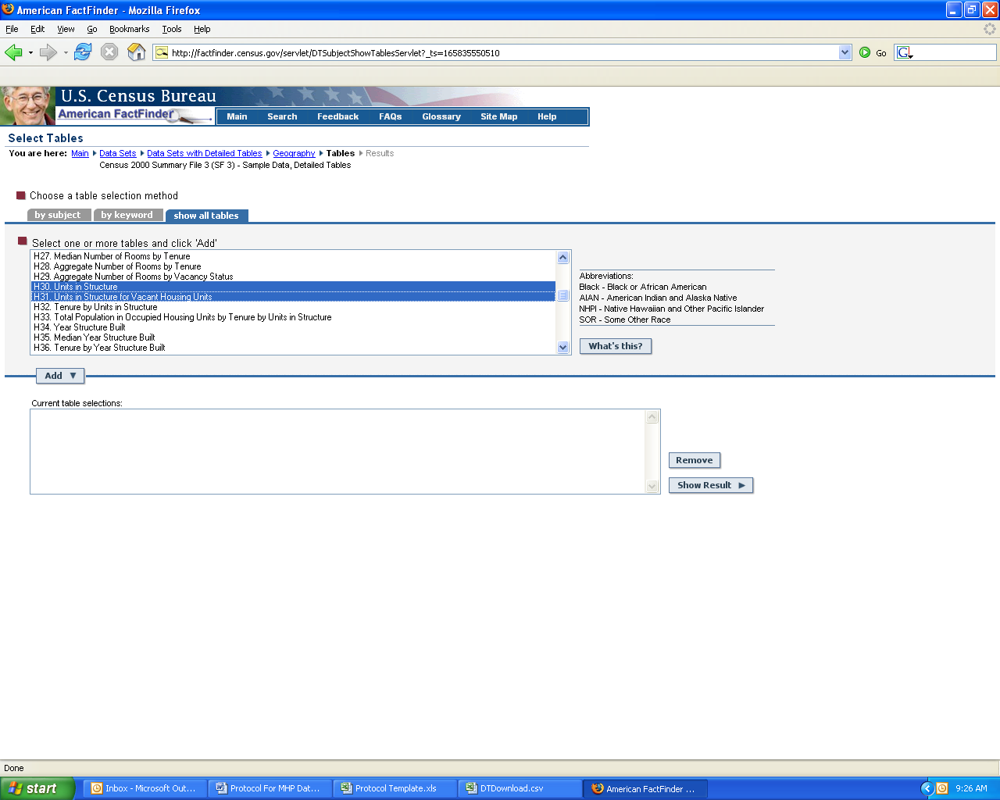 American FactFinder - Mozilla Firefox
File Edit View Go Bookmarks Tools Help
http://factfinder.census.gov/servlet/DTSubjectShowTablesServlet?_ts=165835550510 Go G
U.S. Census Bureau
American FactFinder
Main Search Feedback FAQs Glossary Site Map Help
Select Tables
You are here: Main Data Sets Data Sets with Detailed Tables Geography Tables Results
Census 2000 Summary File 3 (SF 3) - Sample Data, Detailed Tables
Choose a table selection method
by subject by keyword show all tables
Select one or more tables and click 'Add'
H27. Median Number of Rooms by Tenure
H28. Aggregate Number of Rooms by Tenure
H29. Aggregate Number of Rooms by Vacancy Status
H30. Units in Structure
H31. Units in Structure for Vacant Housing Units
H32. Tenure by Units in Structure
H33. Total Population in Occupied Housing Units by Tenure by Units in Structure
H34. Year Structure Built
H35. Median Year Structure Built
H36. Tenure by Year Structure Built
Abbreviations:
Black - Black or African American
AIAN - American Indian and Alaska Native
NHPI - Native Hawaiian and Other Pacific Islander
SOR - Some Other Race
What's this?
Add
Current table selections:
Remove
Show Result
Done
start Inbox - Microsoft Out... Protocol For MHP Dat... Protocol Template.xls DTDownload.csv American FactFinder ... 9:26 AM